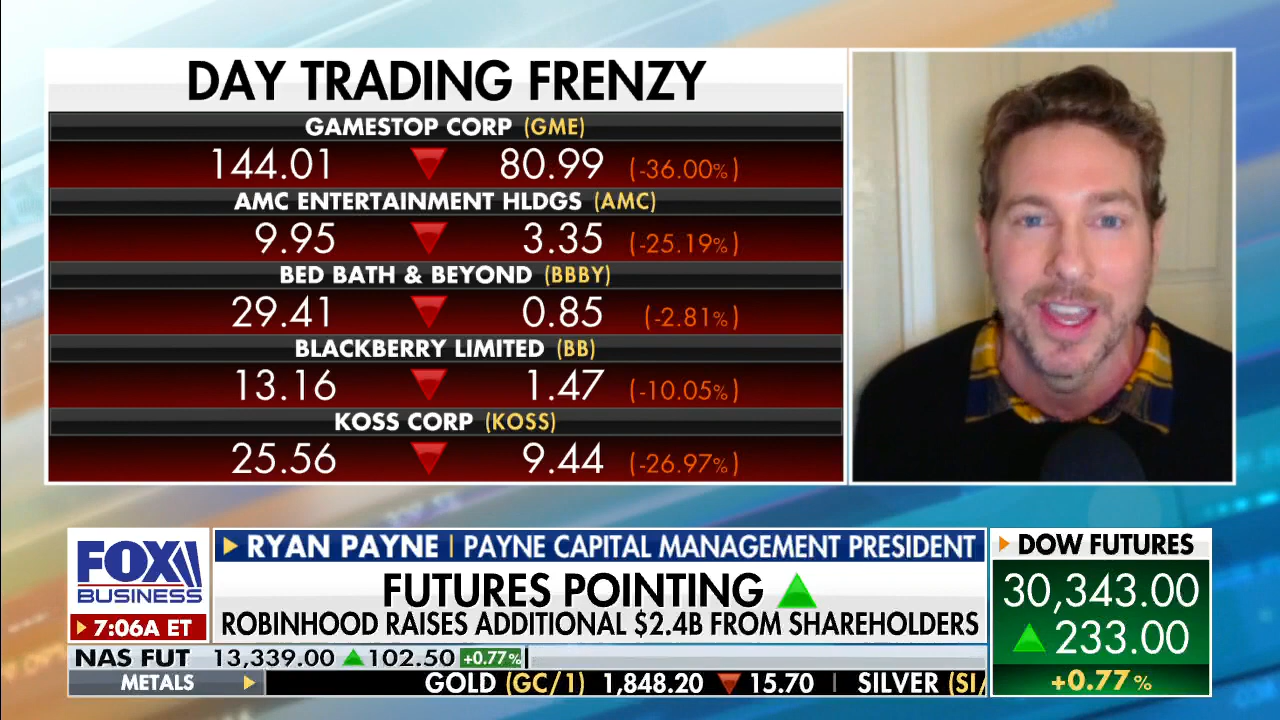 DAY TRADING FRENZY
GAMESTOP CORP (GME)
144.01 ▼ 80.99 (-36.00%)
AMC ENTERTAINMENT HLDGS (AMC)
9.95 ▼ 3.35 (-25.19%)
BED BATH & BEYOND (BBBY)
29.41 ▼ 0.85 (-2.81%)
BLACKBERRY LIMITED (BB)
13.16 ▼ 1.47 (-10.05%)
KOSS CORP (KOSS)
25.56 ▼ 9.44 (-26.97%)
FOX BUSINESS
7:06A ET
RYAN PAYNE | PAYNE CAPITAL MANAGEMENT PRESIDENT
FUTURES POINTING ▲
ROBINHOOD RAISES ADDITIONAL $2.4B FROM SHAREHOLDERS
DOW FUTURES
30,343.00
▲ 233.00
+0.77%
NAS FUT 13,339.00 ▲ 102.50 +0.77%
METALS GOLD (GC/1) 1,848.20 ▼ 15.70 | SILVER (SI/